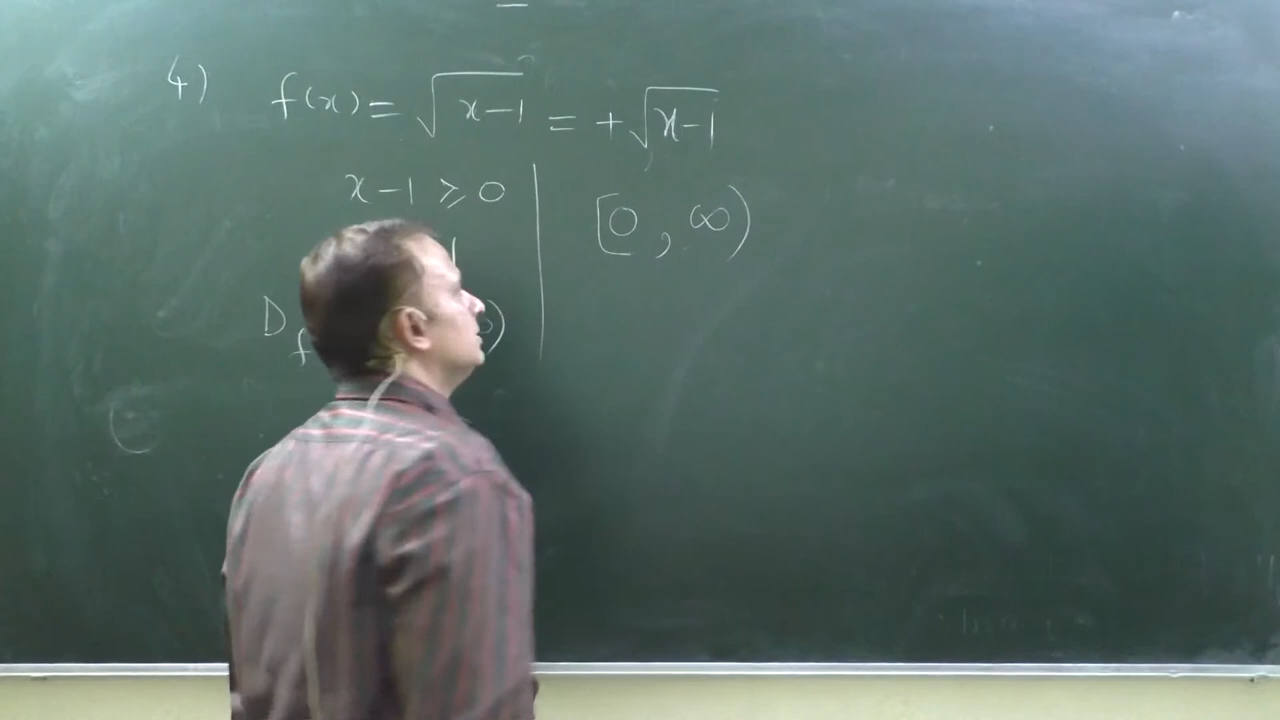 4) f(x) = √x-1 = +√x-1
x-1 ≥ 0
[0, ∞)
D f )